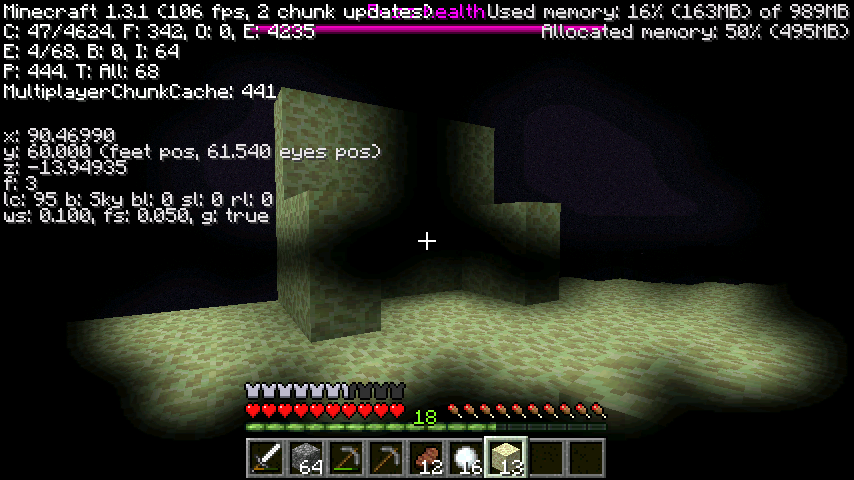 Minecraft 1.3.1 (106 fps, 2 chunk updates)
Used memory: 16% (163MB) of 989MB
C: 47/4624. F: 342, O: 0, E: 4235
Allocated memory: 50% (495MB)
E: 4/68. B: 0, I: 64
P: 444. T: All: 68
MultiplayerChunkCache: 441
x: 90.46990
y: 60.000 (feet pos, 61.540 eyes pos)
z: -13.94935
f: 3
lc: 95 b: Sky bl: 0 sl: 0 rl: 0
ws: 0.100, fs: 0.050, g: true
18
64 12 16 13